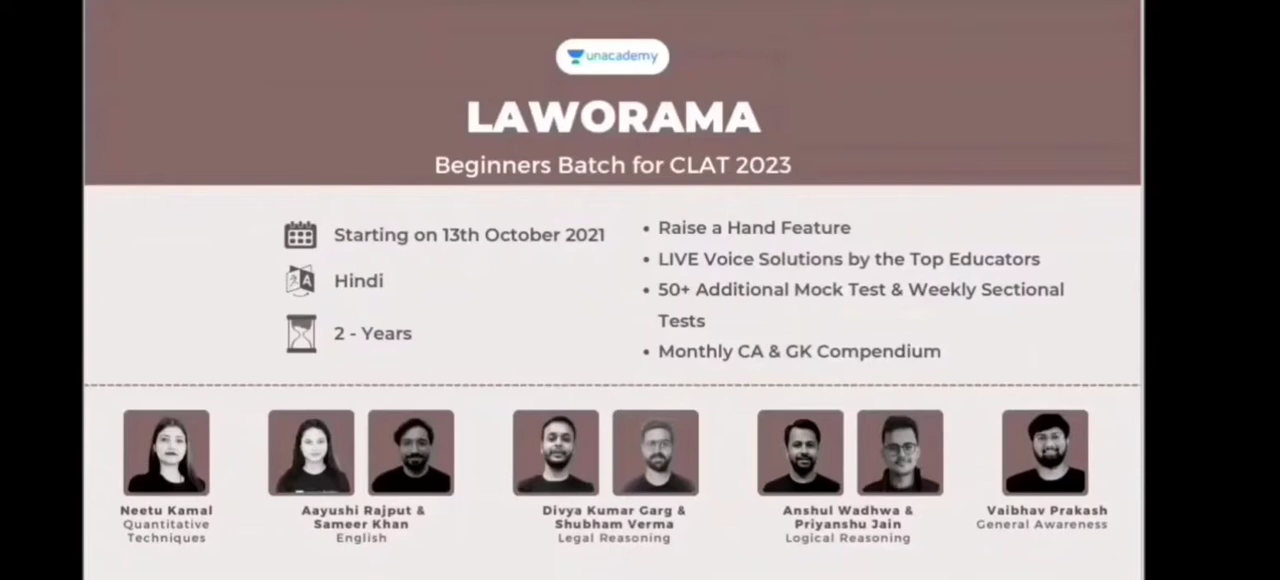 unacademy
LAWORAMA
Beginners Batch for CLAT 2023
Starting on 13th October 2021
Hindi
2 - Years
• Raise a Hand Feature
• LIVE Voice Solutions by the Top Educators
• 50+ Additional Mock Test & Weekly Sectional
Tests
• Monthly CA & GK Compendium
Neetu Kamal
Quantitative
Techniques
Aayushi Rajput &
Sameer Khan
English
Divya Kumar Garg &
Shubham Verma
Legal Reasoning
Anshul Wadhwa &
Priyanshu Jain
Logical Reasoning
Vaibhav Prakash
General Awareness